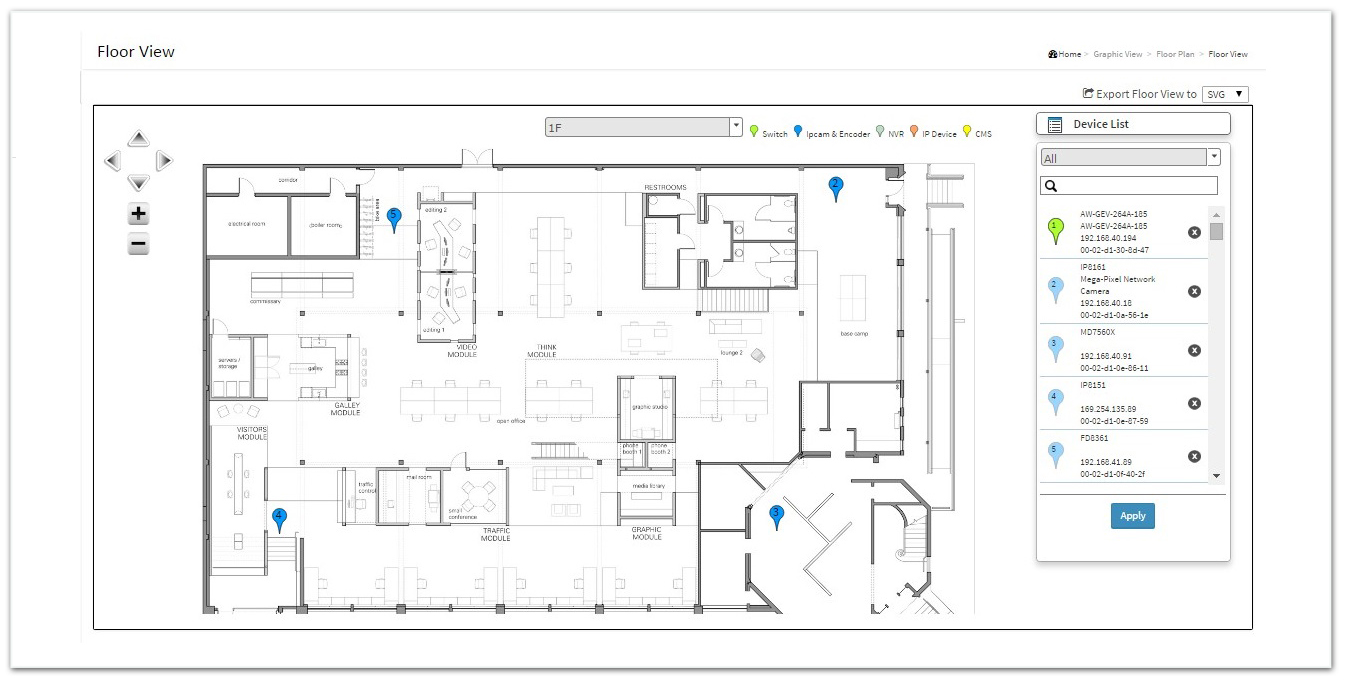 Floor View
Home > Graphic View > Floor Plan > Floor View
Export Floor View to SVG
1F
Switch Ipcam & Encoder NVR IP Device CMS
Device List
All
1
AW-GEV-264A-185
AW-GEV-264A-185
192.168.40.194
00-02-d1-30-8d-47
2
IP8161
Mega-Pixel Network
Camera
192.168.40.18
00-02-d1-0a-56-1e
3
MD7560X
192.168.40.91
00-02-d1-0e-86-11
4
IP8151
169.254.135.89
00-02-d1-0e-87-59
5
FD8361
192.168.41.89
00-02-d1-0f-40-2f
Apply
corridor
electrical room
boiler room
bike area
5
editing 2
editing 1
RESTROOMS
2
commissary
base camp
VIDEO
MODULE
THINK
MODULE
lounge 2
servers /
storage
galley
GALLEY
MODULE
graphic studio
open office
VISITORS
MODULE
phone
booth 1
phone
booth 2
traffic
control
mail room
small
conference
media library
4
3
TRAFFIC
MODULE
GRAPHIC
MODULE